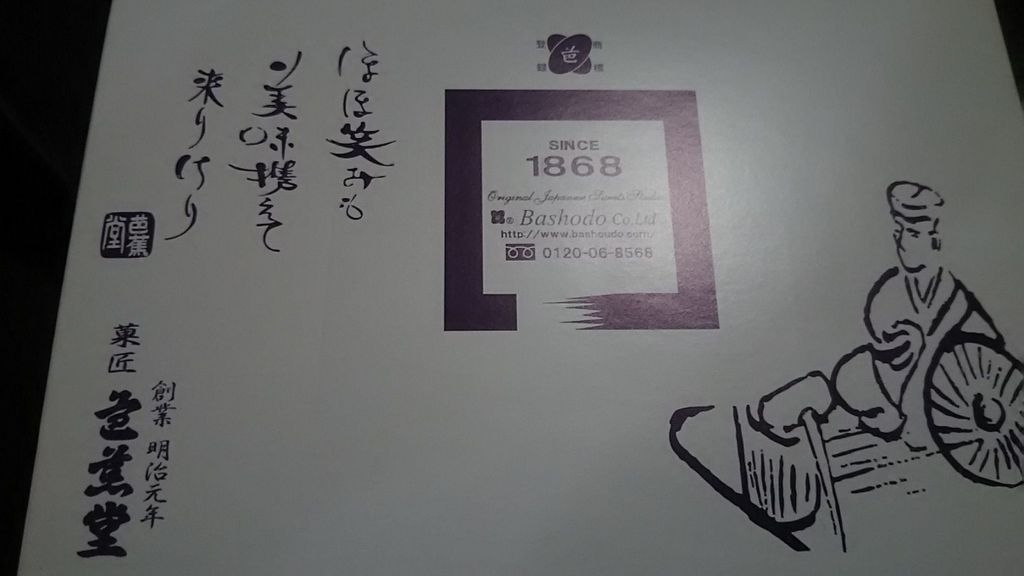 登録
芭
商標
SINCE
1868
Original Japanese Sweets Studio
Bashodo Co.Ltd
http://www.bashoudo.com/
0120-06-8568
ほほ笑みも
美味携えて
来りけり
芭蕉
堂
創業 明治元年
菓匠 芭蕉堂